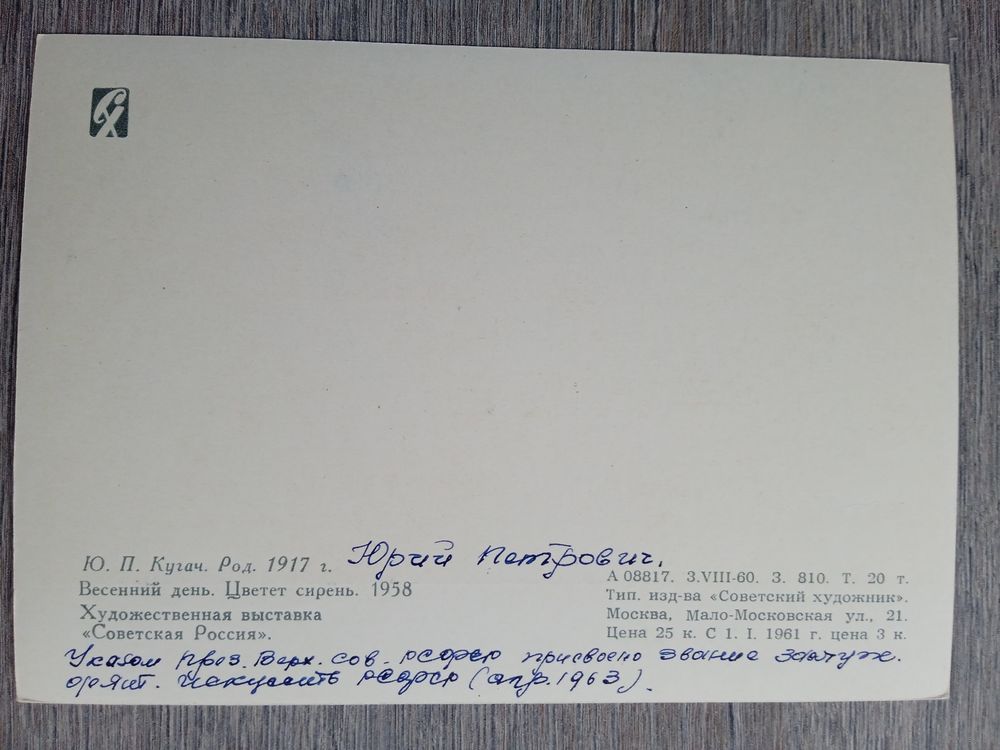 Ю. П. Кугач. Род. 1917 г. Юрий Петрович.
Весенний день. Цветет сирень. 1958
Художественная выставка
«Советская Россия».
А 08817. 3.VIII-60. З. 810. Т. 20 т.
Тип. изд-ва «Советский художник».
Москва, Мало-Московская ул., 21.
Цена 25 к. С 1. I. 1961 г. цена 3 к.
Указом През. Верх. сов. РСФСР присвоено звание заслуж.
деят. искусств РСФСР (апр. 1963).